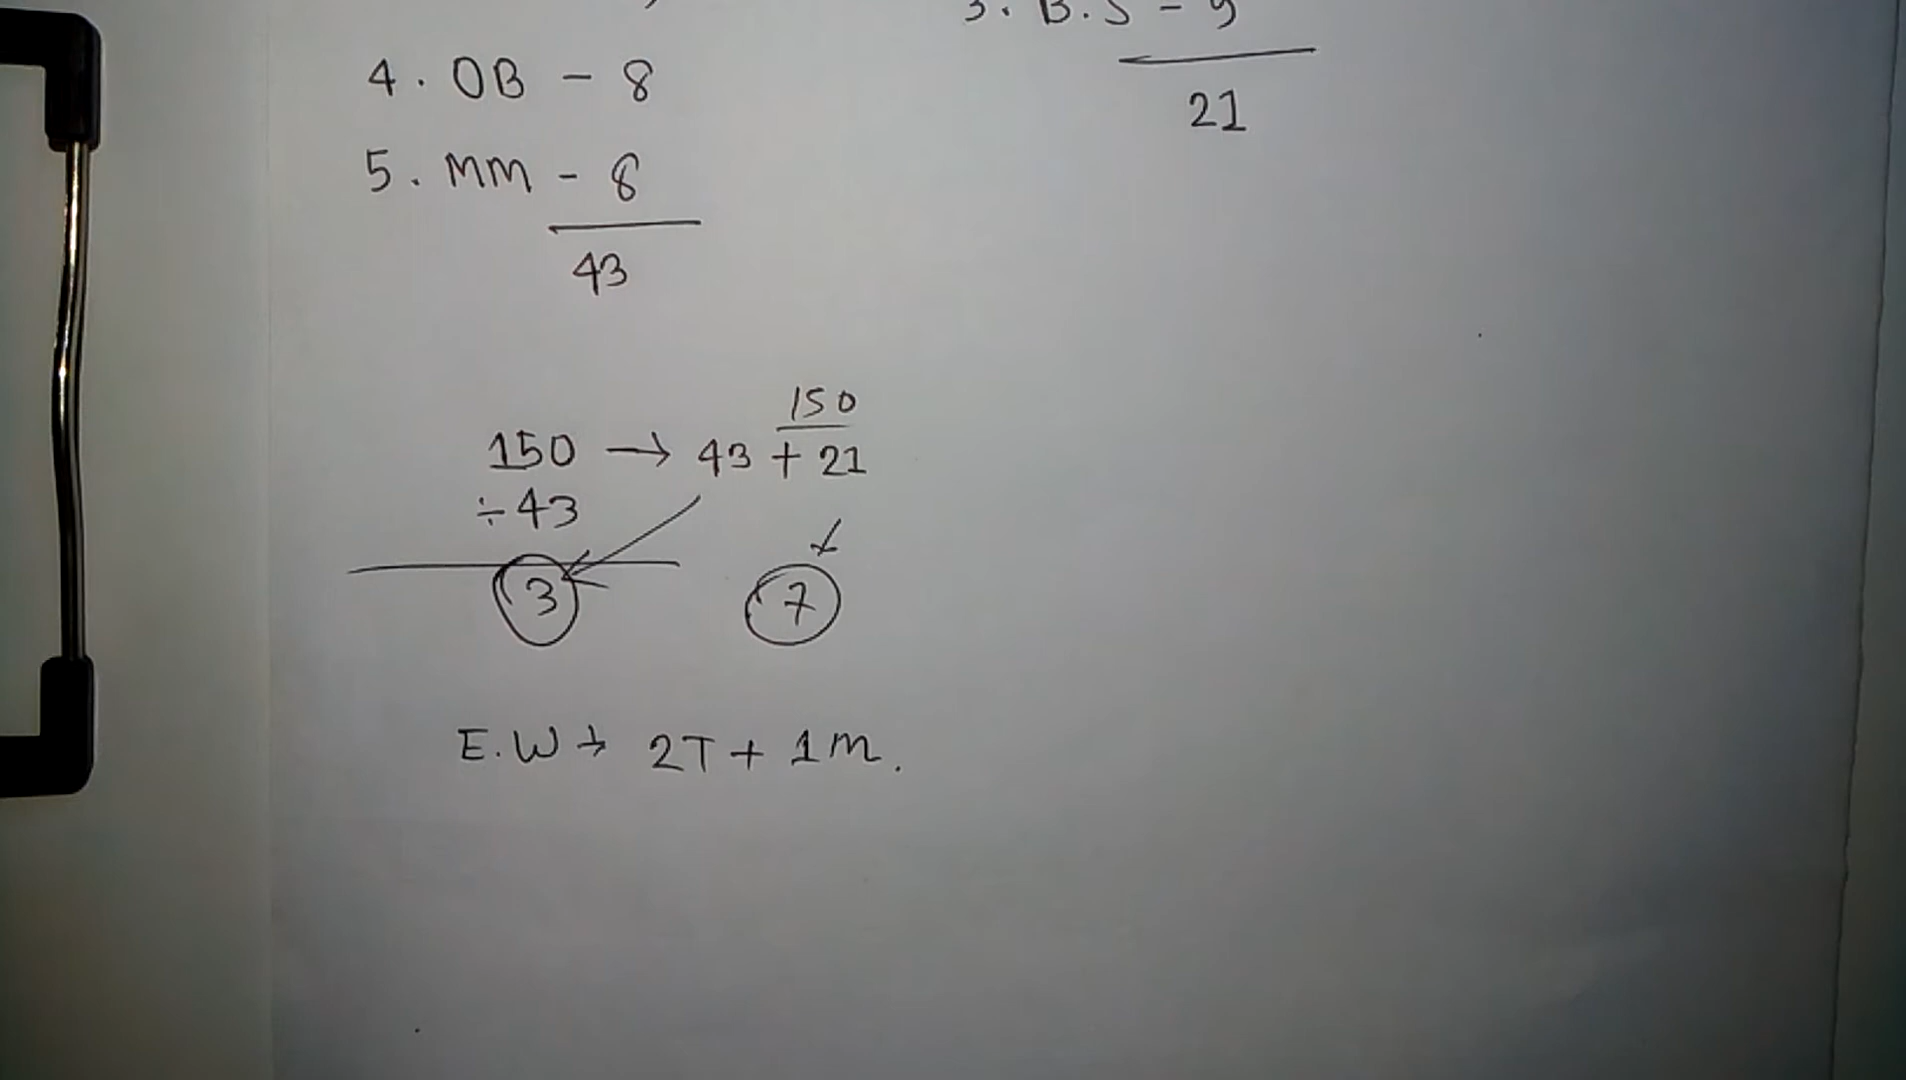 3. B.S - 9
4. OB - 8
21
5. MM - 8
43
150
150 → 43 + 21
÷ 43
3
7
E.W → 2T + 1M.